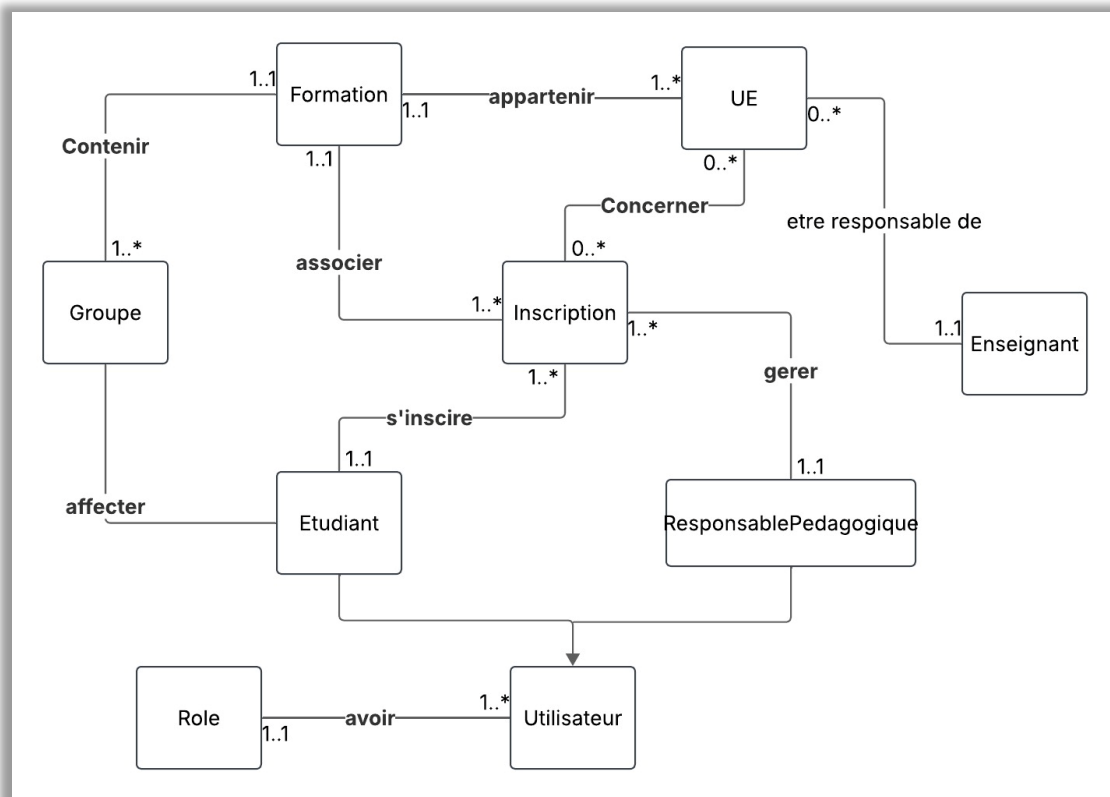 1..1
Formation
1..1
appartenir
1..*
UE
0..*
Contenir
1..1
0..*
Concerner
etre responsable de
1..*
0..*
associer
Groupe
1..*
Inscription
1..*
1..1
Enseignant
1..*
gerer
s'inscire
1..1
1..1
affecter
Etudiant
ResponsablePedagogique
Role
1..1
avoir
1..*
Utilisateur